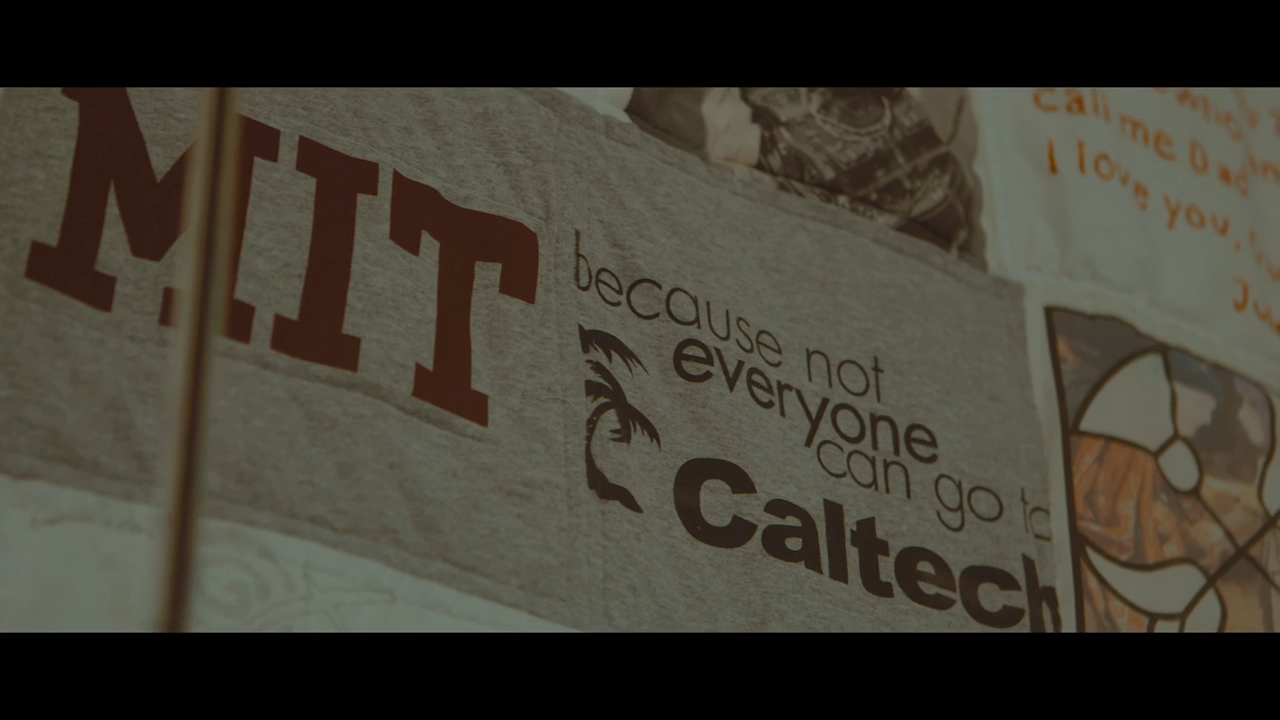 MIT
because not
everyone
can go to
Caltech
call me Dad
I love you.